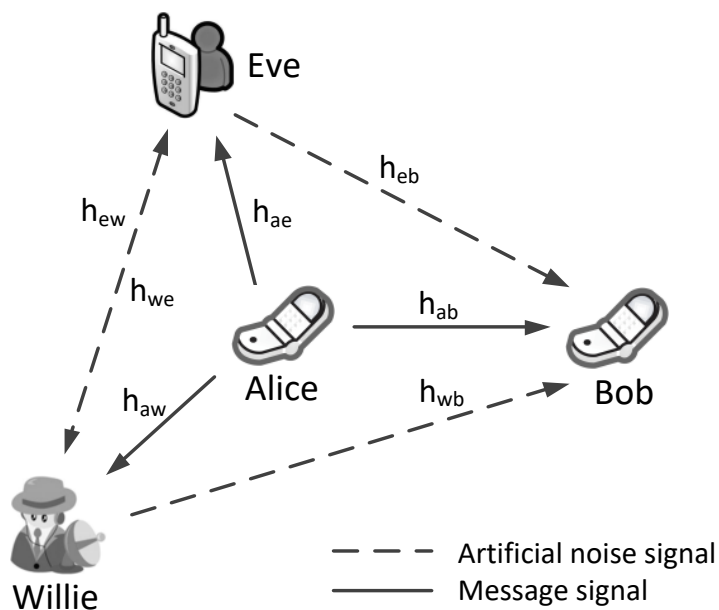 Eve
h_eb
h_ew
h_ae
h_we
h_ab
Alice
h_aw
h_wb
Bob
Artificial noise signal
Message signal
Willie